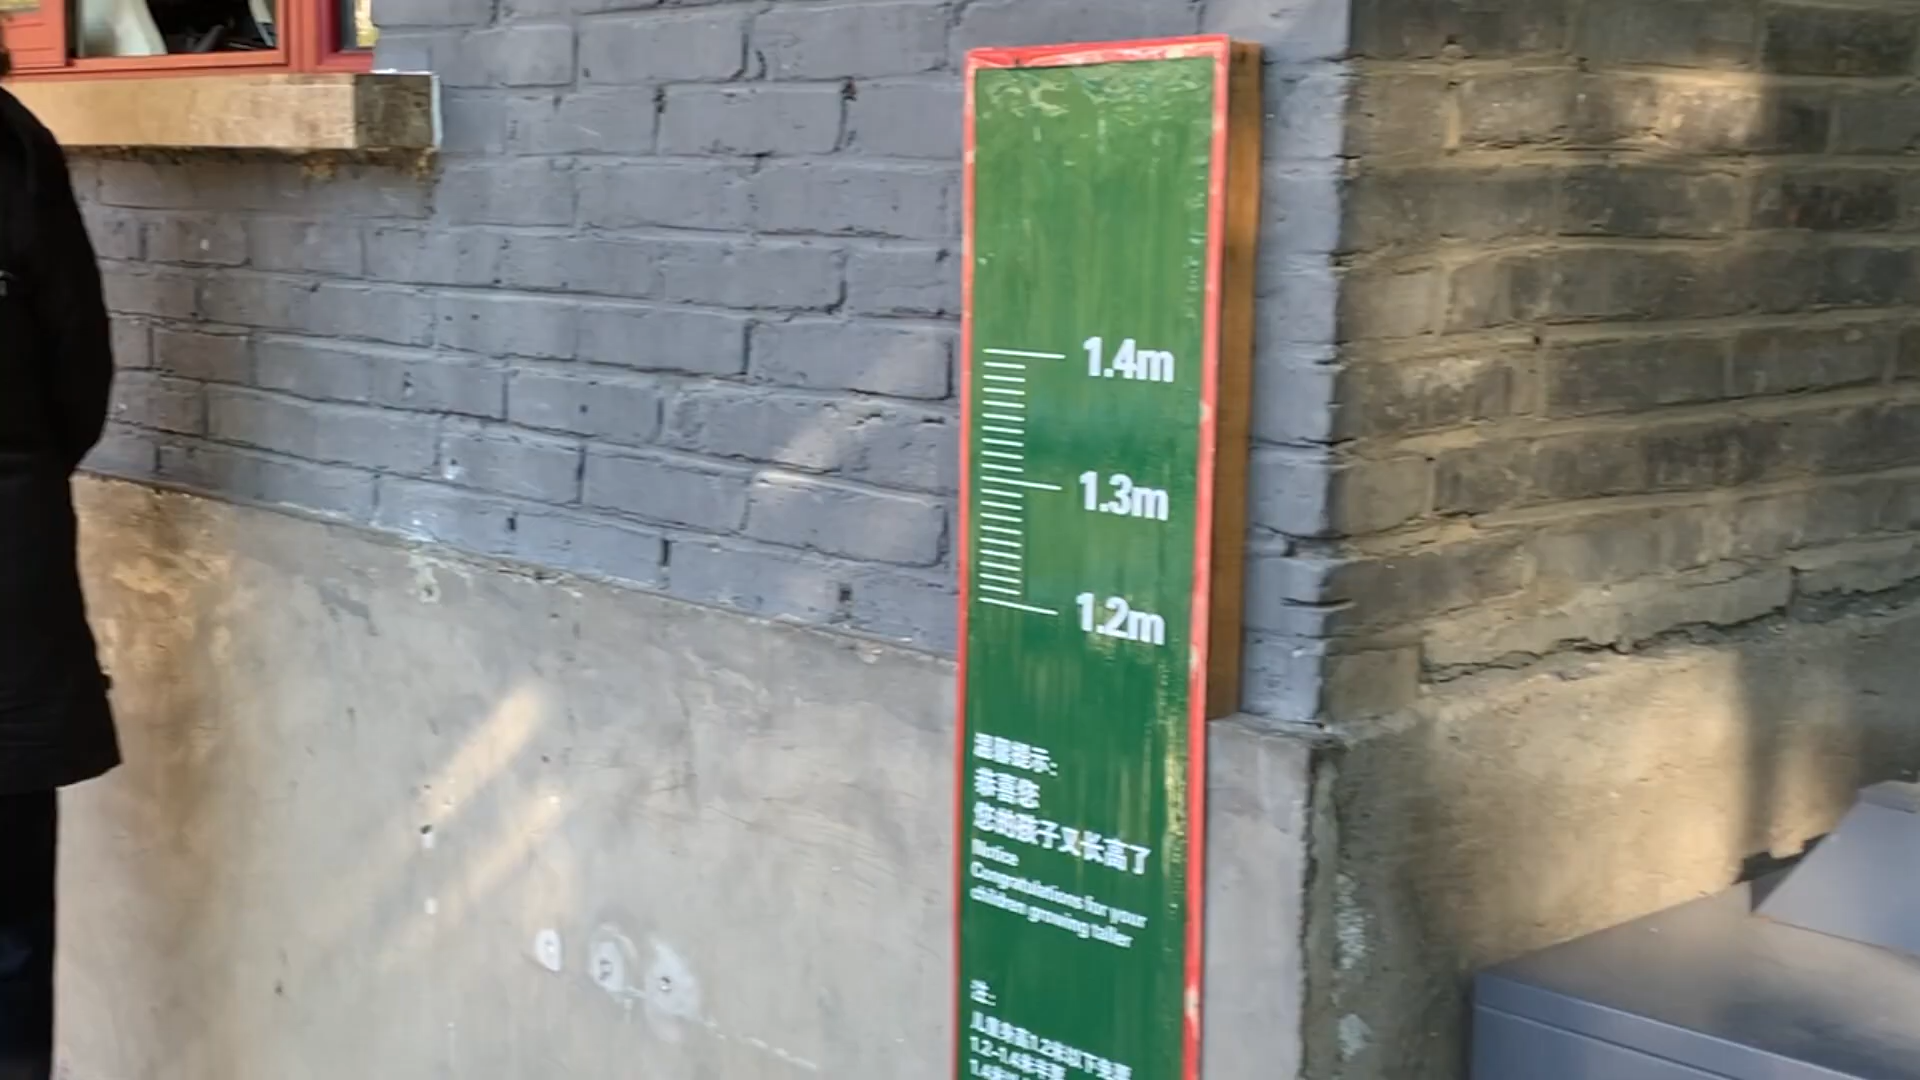 1.4m
1.3m
1.2m
温馨提示:
恭喜您
您的孩子又长高了
Notice
Congratulations for your
children growing taller
注:
儿童身高1.2米以下免票
1.2-1.4米半票
1.4米